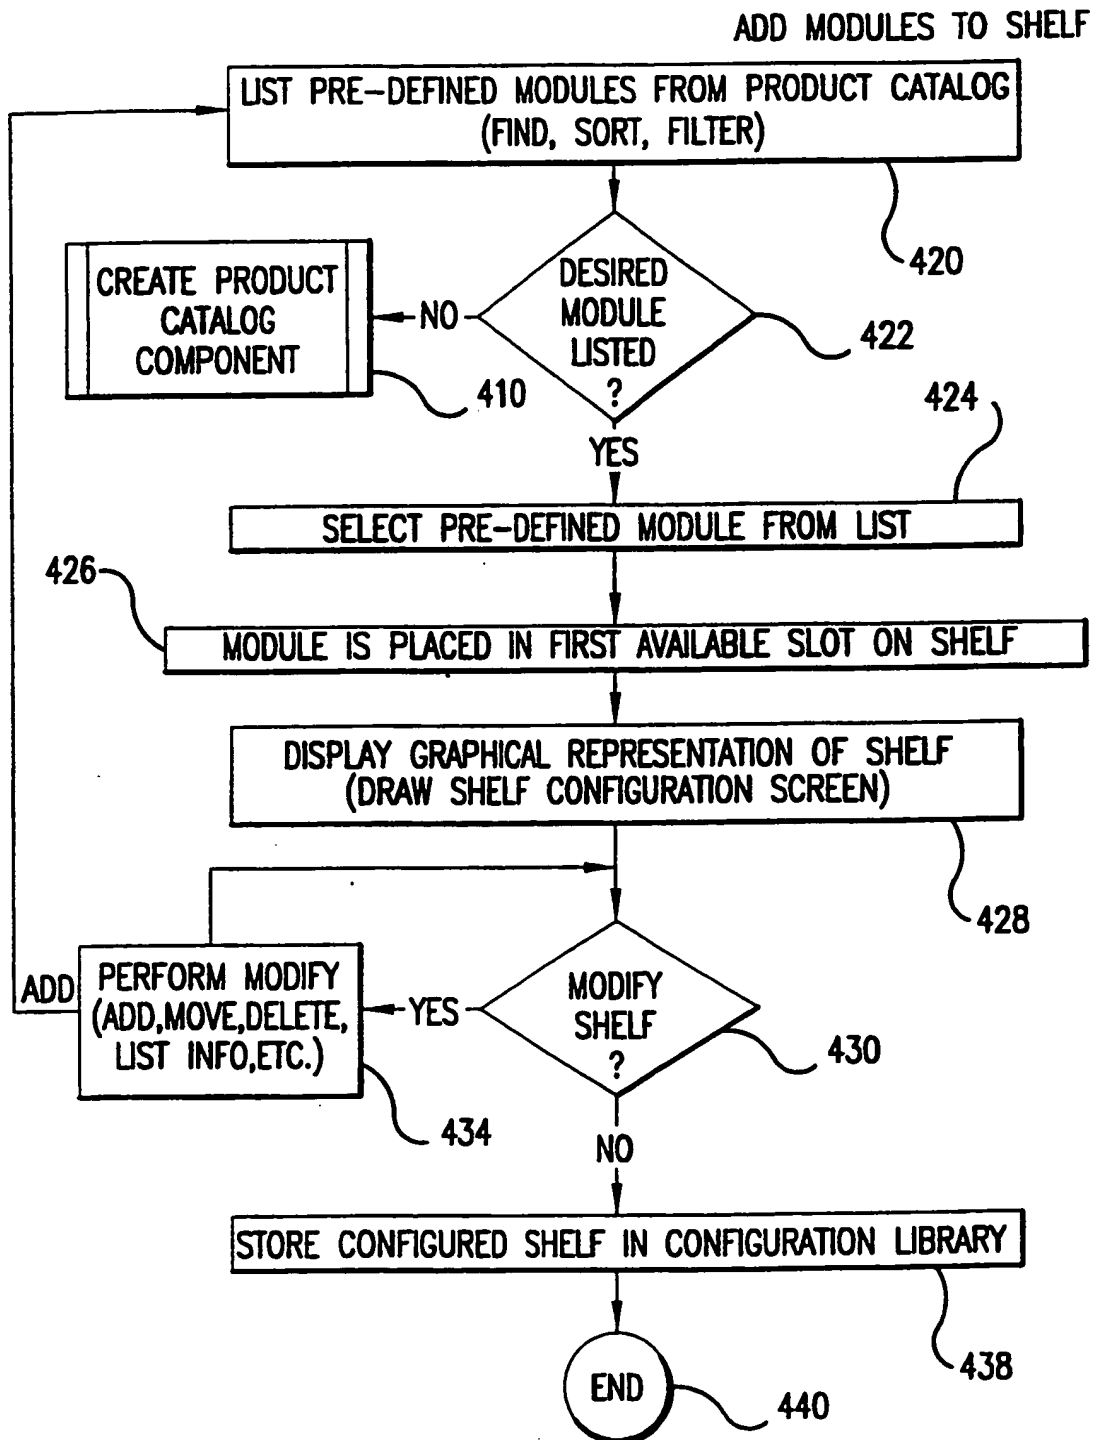 ADD MODULES TO SHELF
LIST PRE-DEFINED MODULES FROM PRODUCT CATALOG
(FIND, SORT, FILTER)
420
DESIRED
MODULE
LISTED
?
422
NO
CREATE PRODUCT
CATALOG
COMPONENT
410
YES
424
SELECT PRE-DEFINED MODULE FROM LIST
426
MODULE IS PLACED IN FIRST AVAILABLE SLOT ON SHELF
DISPLAY GRAPHICAL REPRESENTATION OF SHELF
(DRAW SHELF CONFIGURATION SCREEN)
428
MODIFY
SHELF
?
430
YES
ADD
PERFORM MODIFY
(ADD,MOVE,DELETE,
LIST INFO,ETC.)
434
NO
STORE CONFIGURED SHELF IN CONFIGURATION LIBRARY
438
END
440